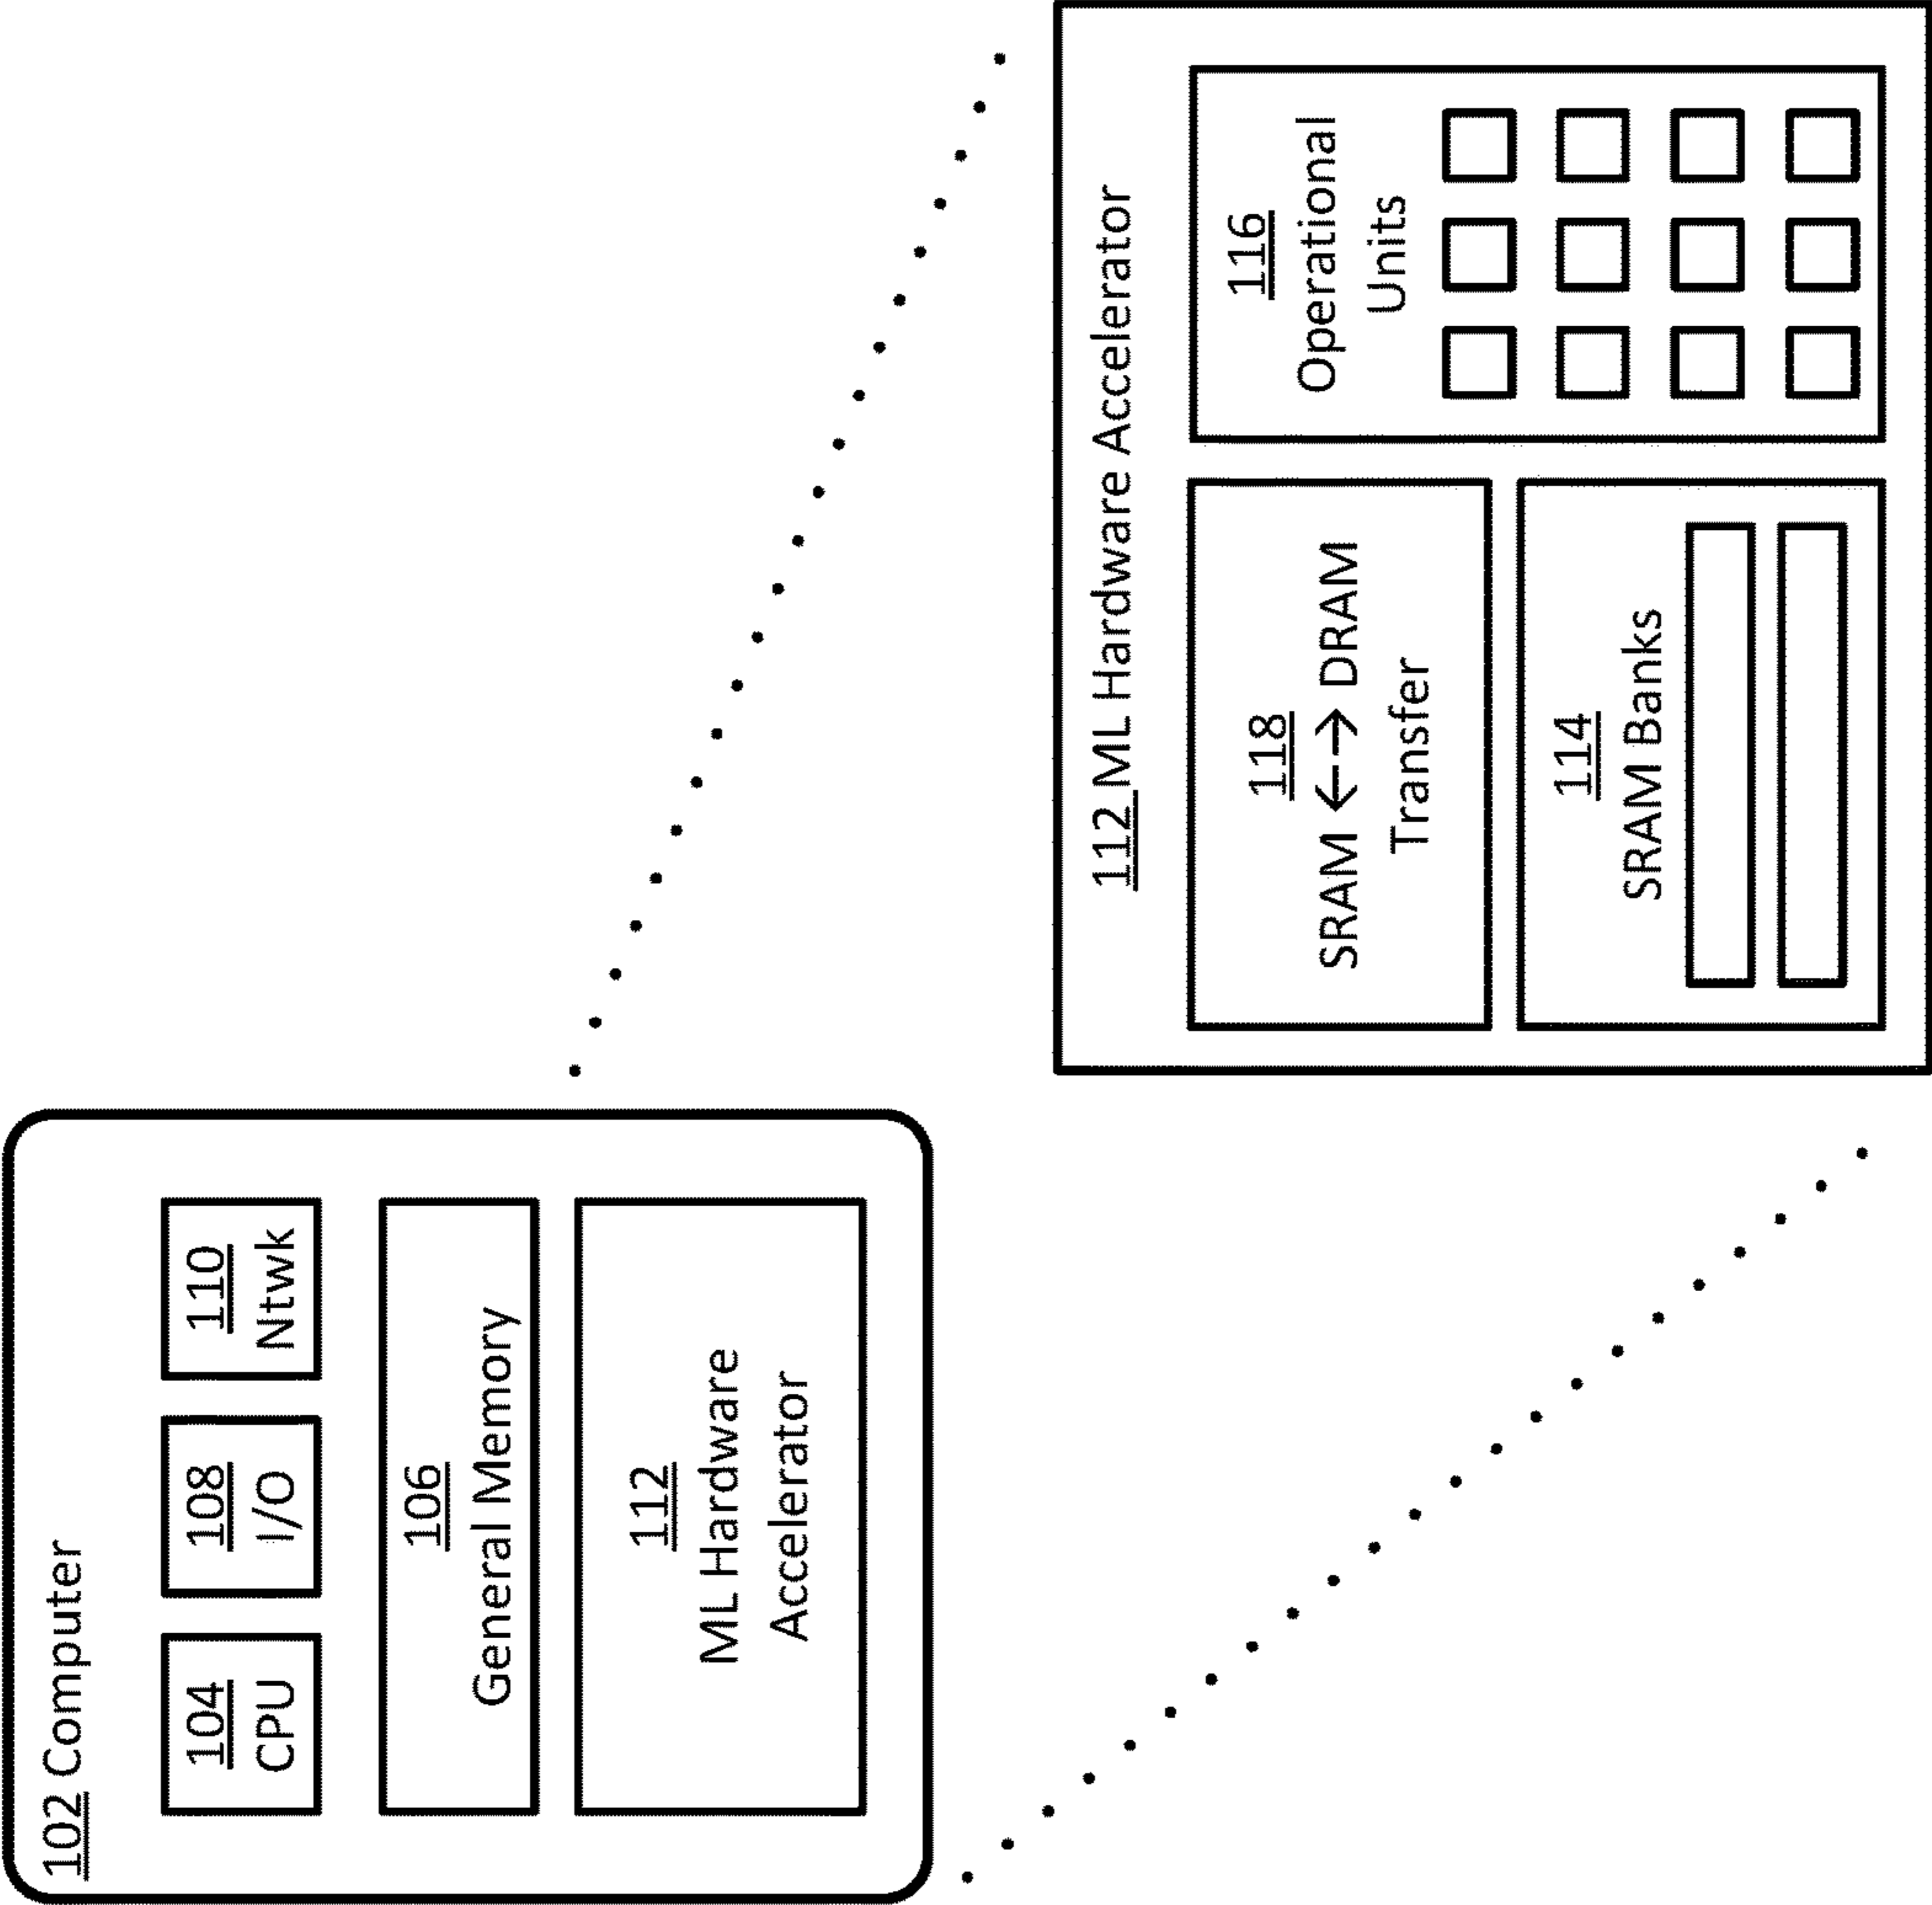 102 Computer
104
CPU
108
I/O
110
Ntwk
106
General Memory
112
ML Hardware
Accelerator
112 ML Hardware Accelerator
118
SRAM ←-→ DRAM
Transfer
114
SRAM Banks
116
Operational
Units